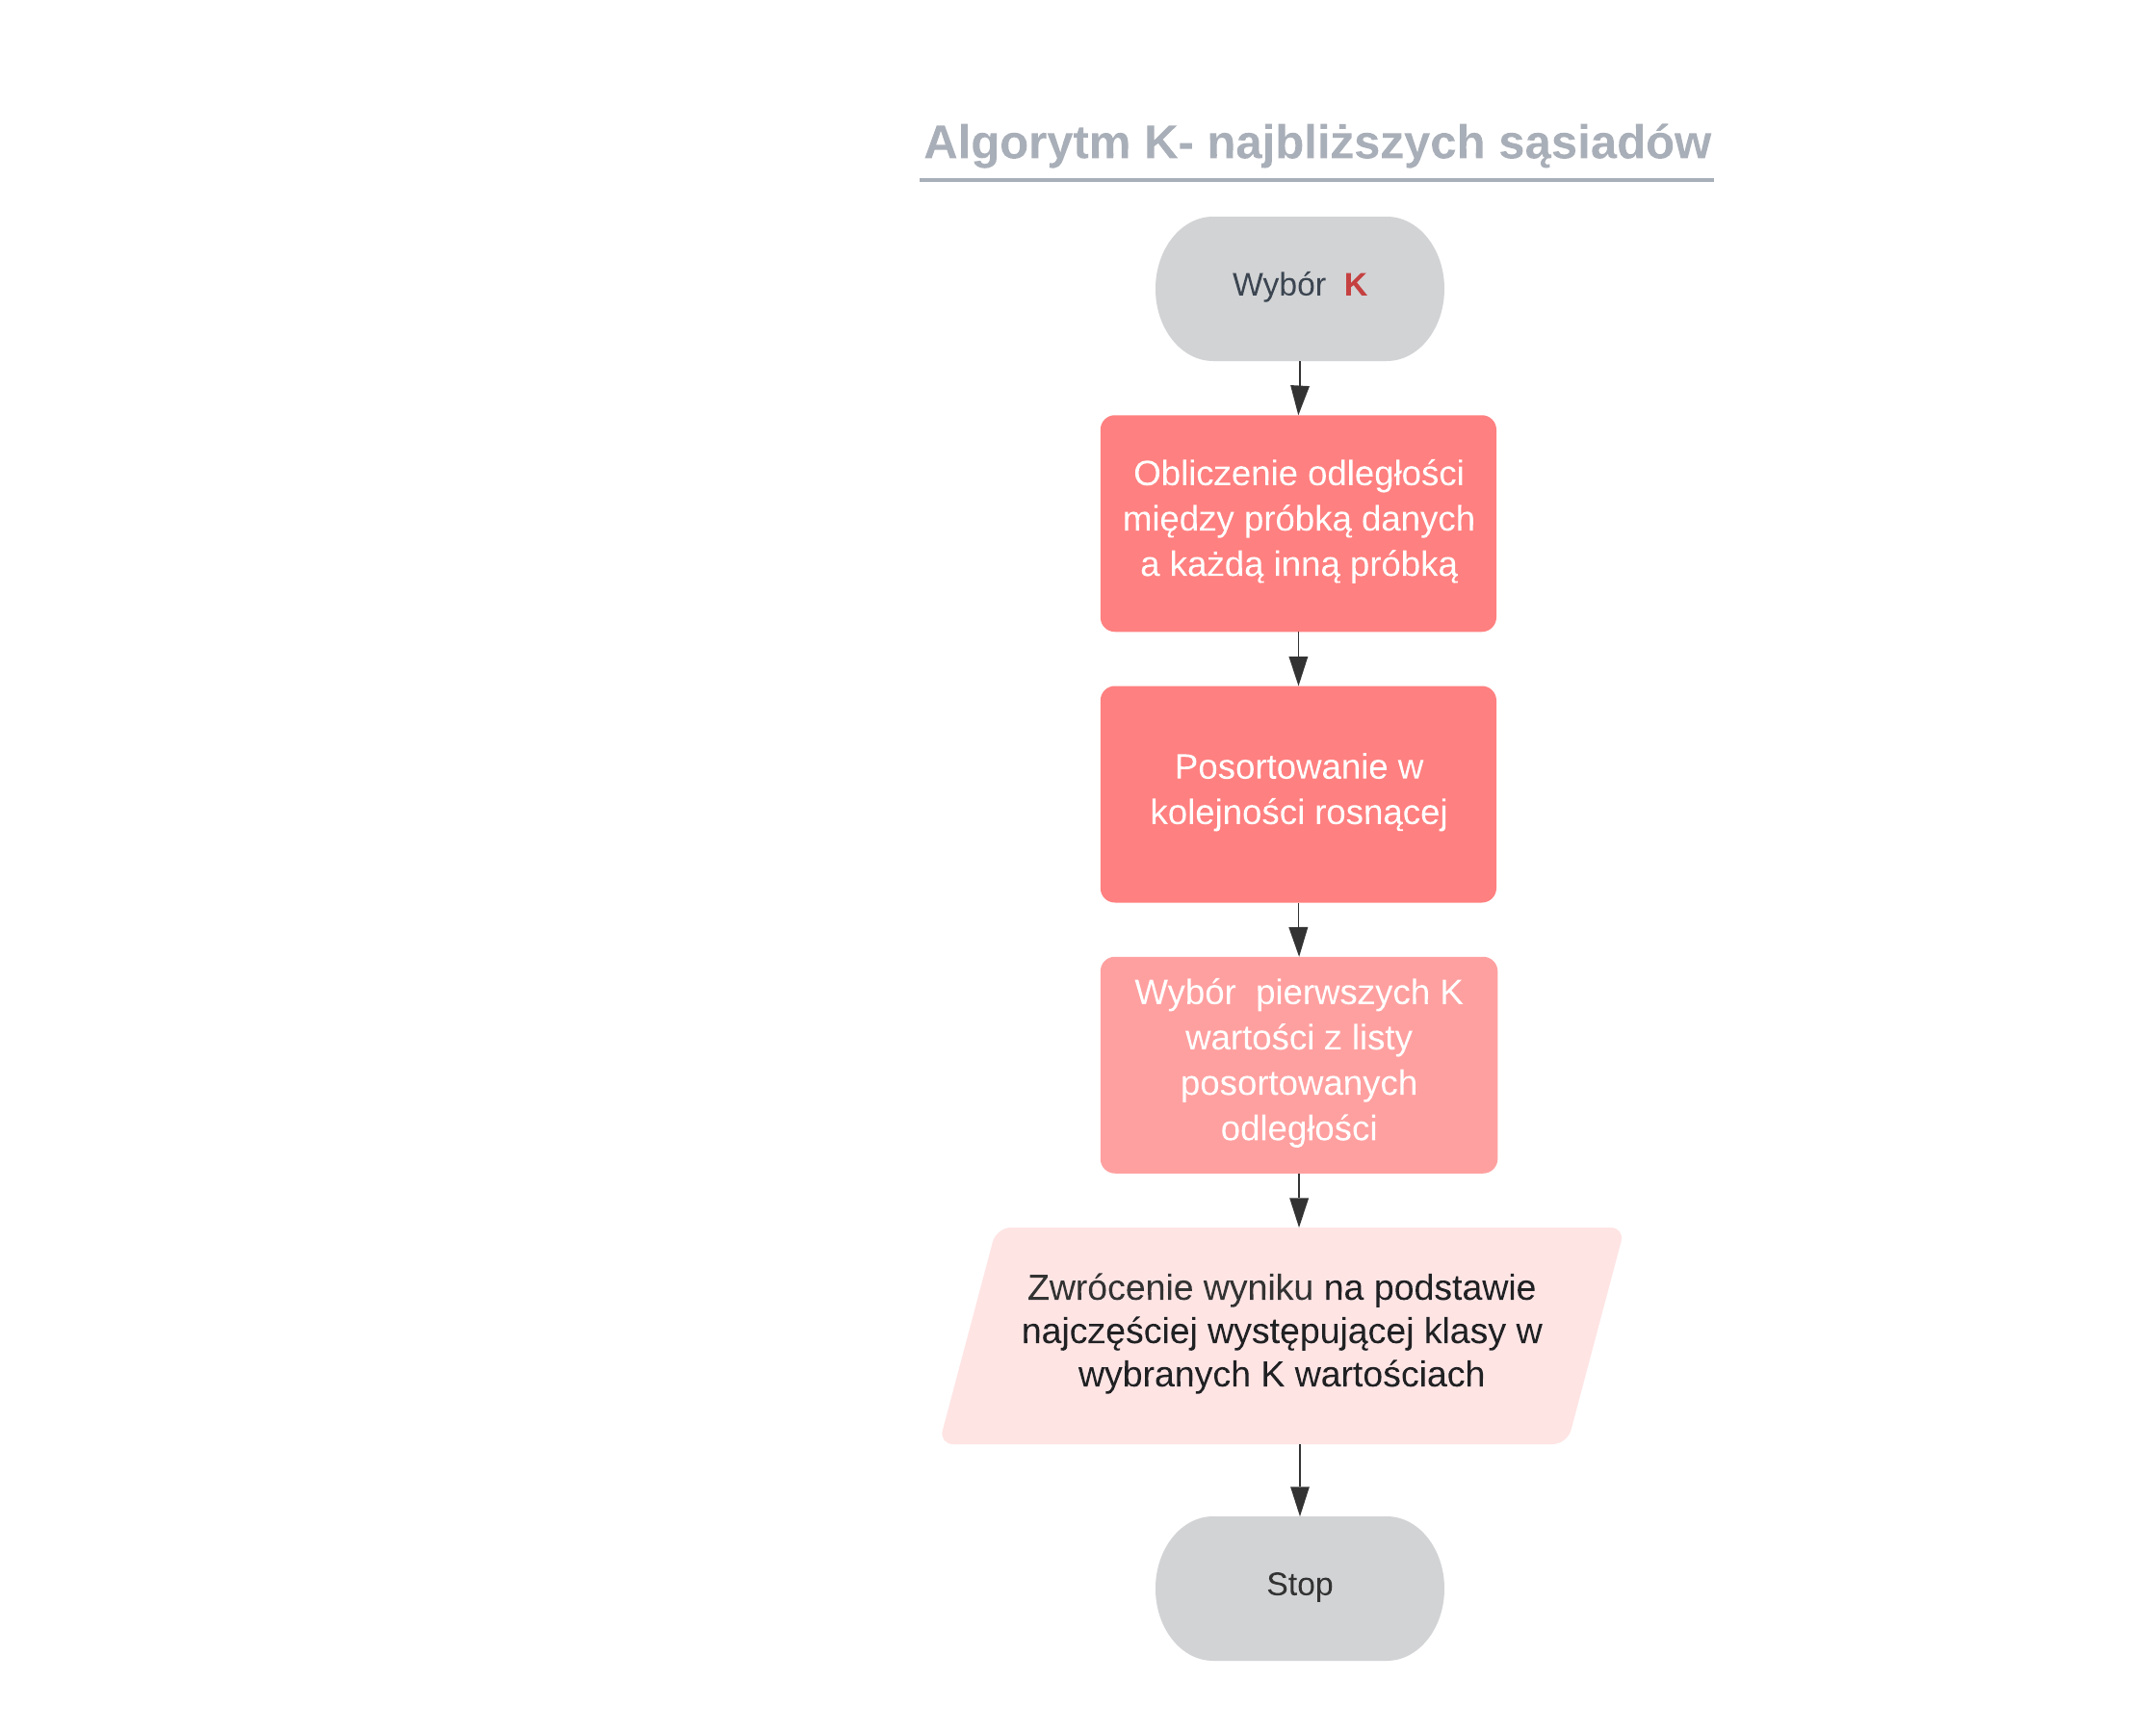 Algorytm K- najbliższych sąsiadów
Wybór K
Obliczenie odległości
między próbką danych
a każdą inną próbką
Posortowanie w
kolejności rosnącej
Wybór pierwszych K
wartości z listy
posortowanych
odległości
Zwrócenie wyniku na podstawie
najczęściej występującej klasy w
wybranych K wartościach
Stop